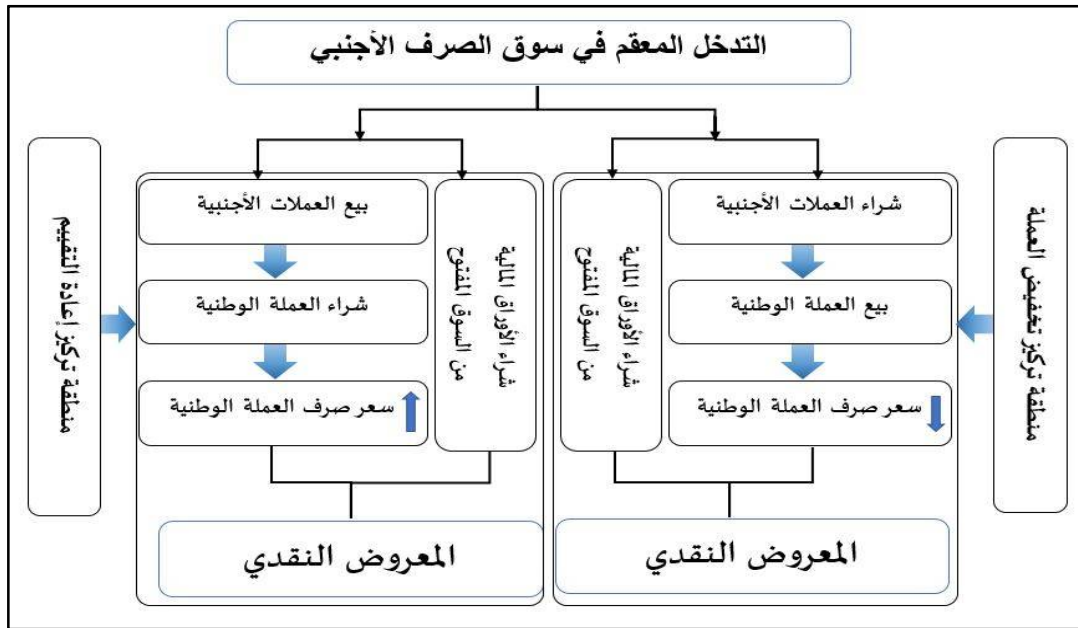 التدخل المعقم في سوق الصرف الأجنبي
منطقة تركيز تخفيض العملة
شراء العملات الأجنبية
بيع العملة الوطنية
سعر صرف العملة الوطنية
شراء الأوراق المالية
من السوق المفتوح
المعروض النقدي
شراء الأوراق المالية
من السوق المفتوح
بيع العملات الأجنبية
شراء العملة الوطنية
سعر صرف العملة الوطنية
المعروض النقدي
منطقة تركيز إعادة التقييم